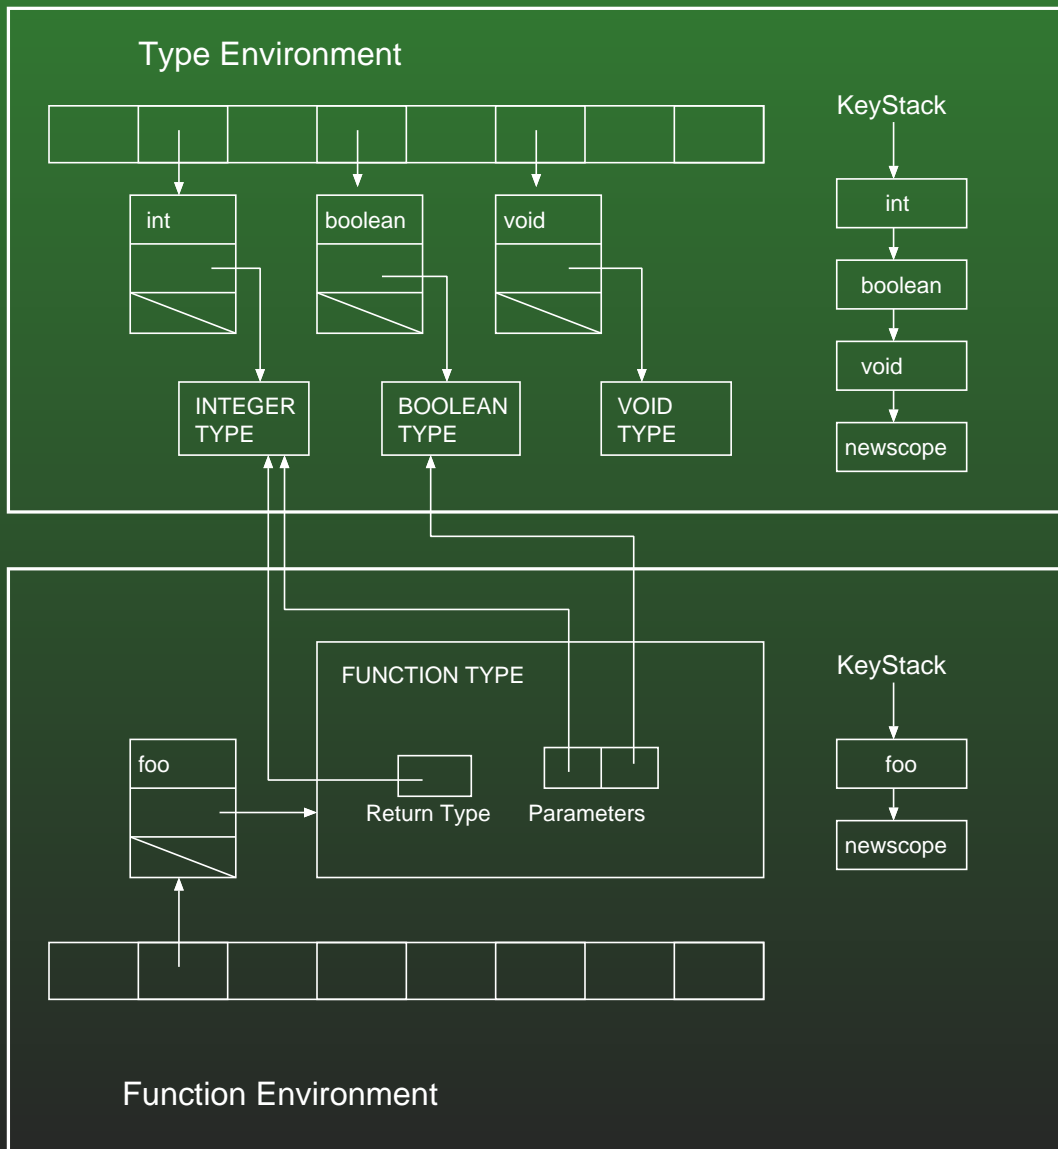 Type Environment
KeyStack
int
boolean
void
int
boolean
void
newscope
INTEGER
TYPE
BOOLEAN
TYPE
VOID
TYPE
FUNCTION TYPE
KeyStack
foo
foo
newscope
Return Type
Parameters
Function Environment